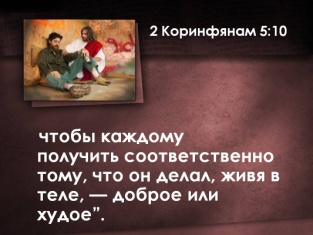 2 Коринфянам 5:10
чтобы каждому
получить соответственно
тому, что он делал, живя в
теле, — доброе или
худое”.